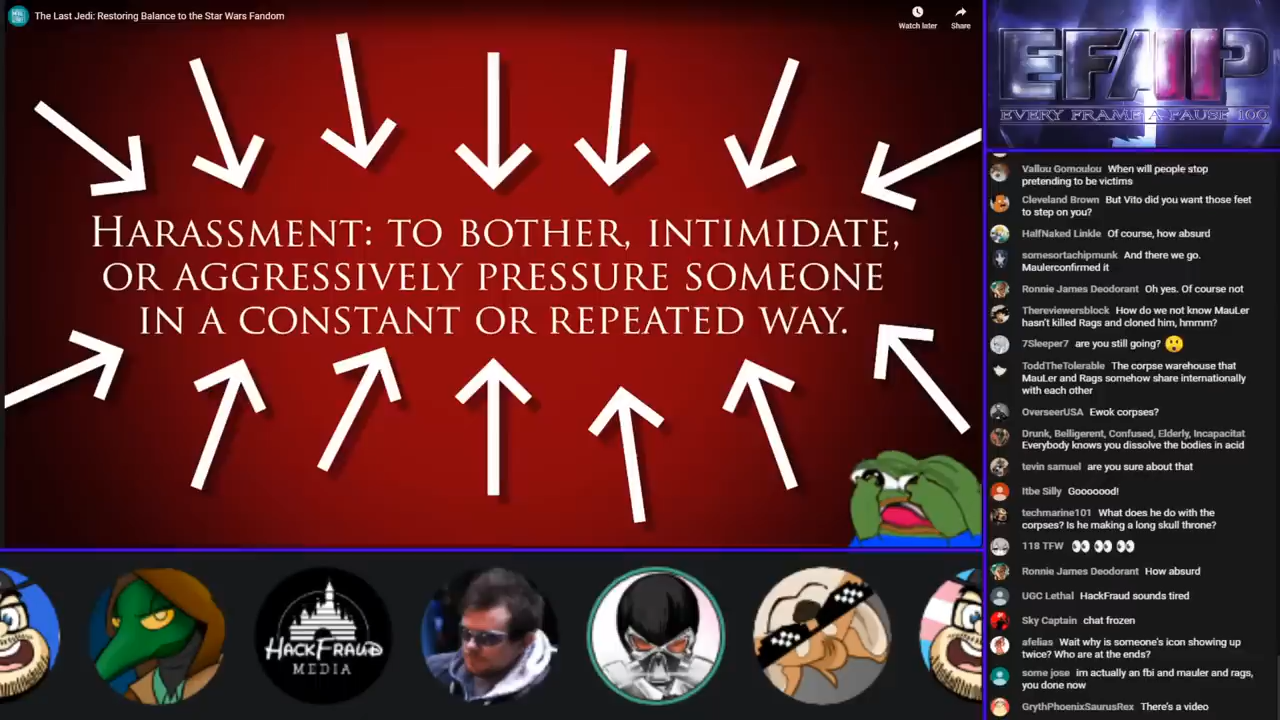 The Last Jedi: Restoring Balance to the Star Wars Fandom
Watch later
Share
HARASSMENT: TO BOTHER, INTIMIDATE,
OR AGGRESSIVELY PRESSURE SOMEONE
IN A CONSTANT OR REPEATED WAY.
HACKFRAUD
MEDIA
EFAP
EVERY FRAME A PAUSE 100
Vallou Gomoulou When will people stop
pretending to be victims
Cleveland Brown But Vito did you want those feet
to step on you?
HalfNaked Linkle Of course, how absurd
somesortachipmunk And there we go.
Maulerconfirmed it
Ronnie James Deodorant Oh yes. Of course not
Thereviewersblock How do we not know MauLer
hasn't killed Rags and cloned him, hmmm?
7Sleeper7 are you still going? 😲
ToddTheTolerable The corpse warehouse that
MauLer and Rags somehow share internationally
with each other
OverseerUSA Ewok corpses?
Drunk, Belligerent, Confused, Elderly, Incapacitat
Everybody knows you dissolve the bodies in acid
tevin samuel are you sure about that
Itbe Silly Gooooood!
techmarine101 What does he do with the
corpses? Is he making a long skull throne?
118 TFW 👀 👀 👀
Ronnie James Deodorant How absurd
UGC Lethal HackFraud sounds tired
Sky Captain chat frozen
afelias Wait why is someone's icon showing up
twice? Who are at the ends?
some jose im actually an fbi and mauler and rags,
you done now
GrythPhoenixSaurusRex There's a video